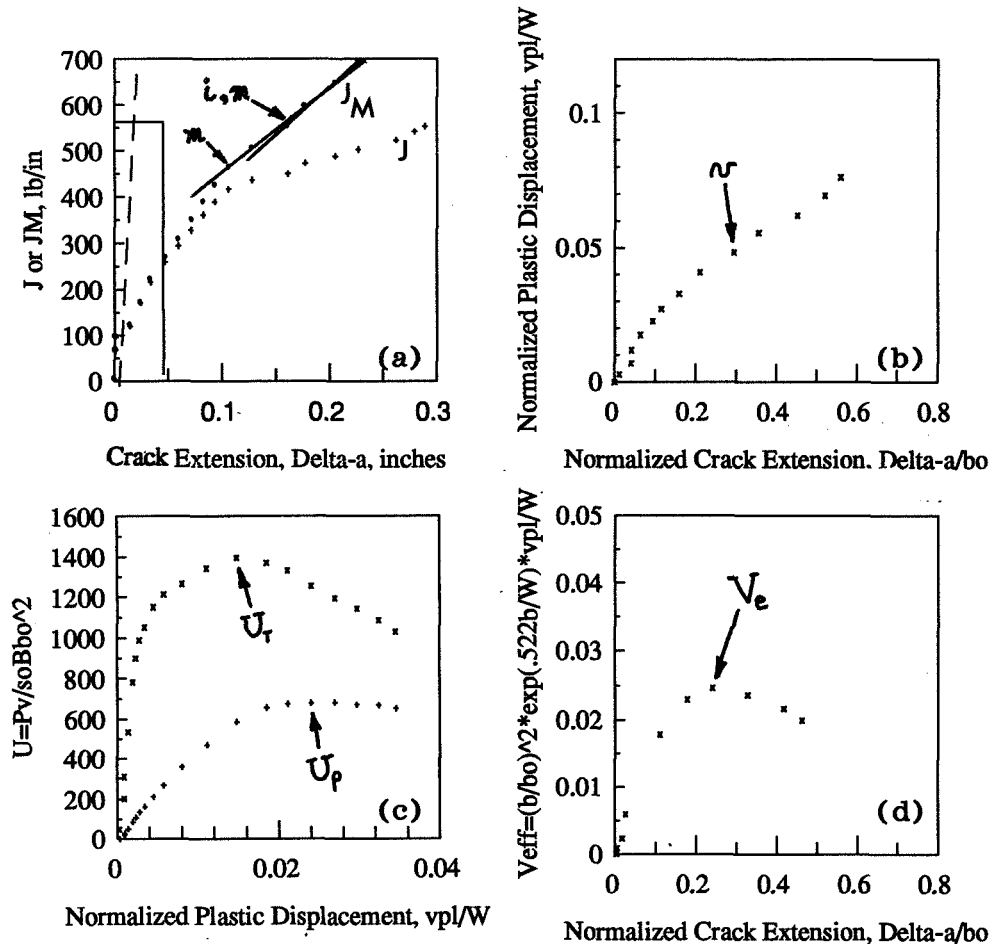 J or JM, lb/in
700
600
500
400
300
200
100
0
i,m
m
J_M
J
(a)
0 0.1 0.2 0.3
Crack Extension, Delta-a, inches
Normalized Plastic Displacement, vpl/W
0.1
0.05
0
(b)
0 0.2 0.4 0.6 0.8
Normalized Crack Extension, Delta-a/bo
U=Pv/soBbo^2
1600
1400
1200
1000
800
600
400
200
0
U_T
U_p
(c)
0 0.02 0.04
Normalized Plastic Displacement, vpl/W
Veff=(b/bo)^2*exp(.522b/W)*vpl/W
0.05
0.04
0.03
0.02
0.01
0
V_e
(d)
0 0.2 0.4 0.6 0.8
Normalized Crack Extension, Delta-a/bo